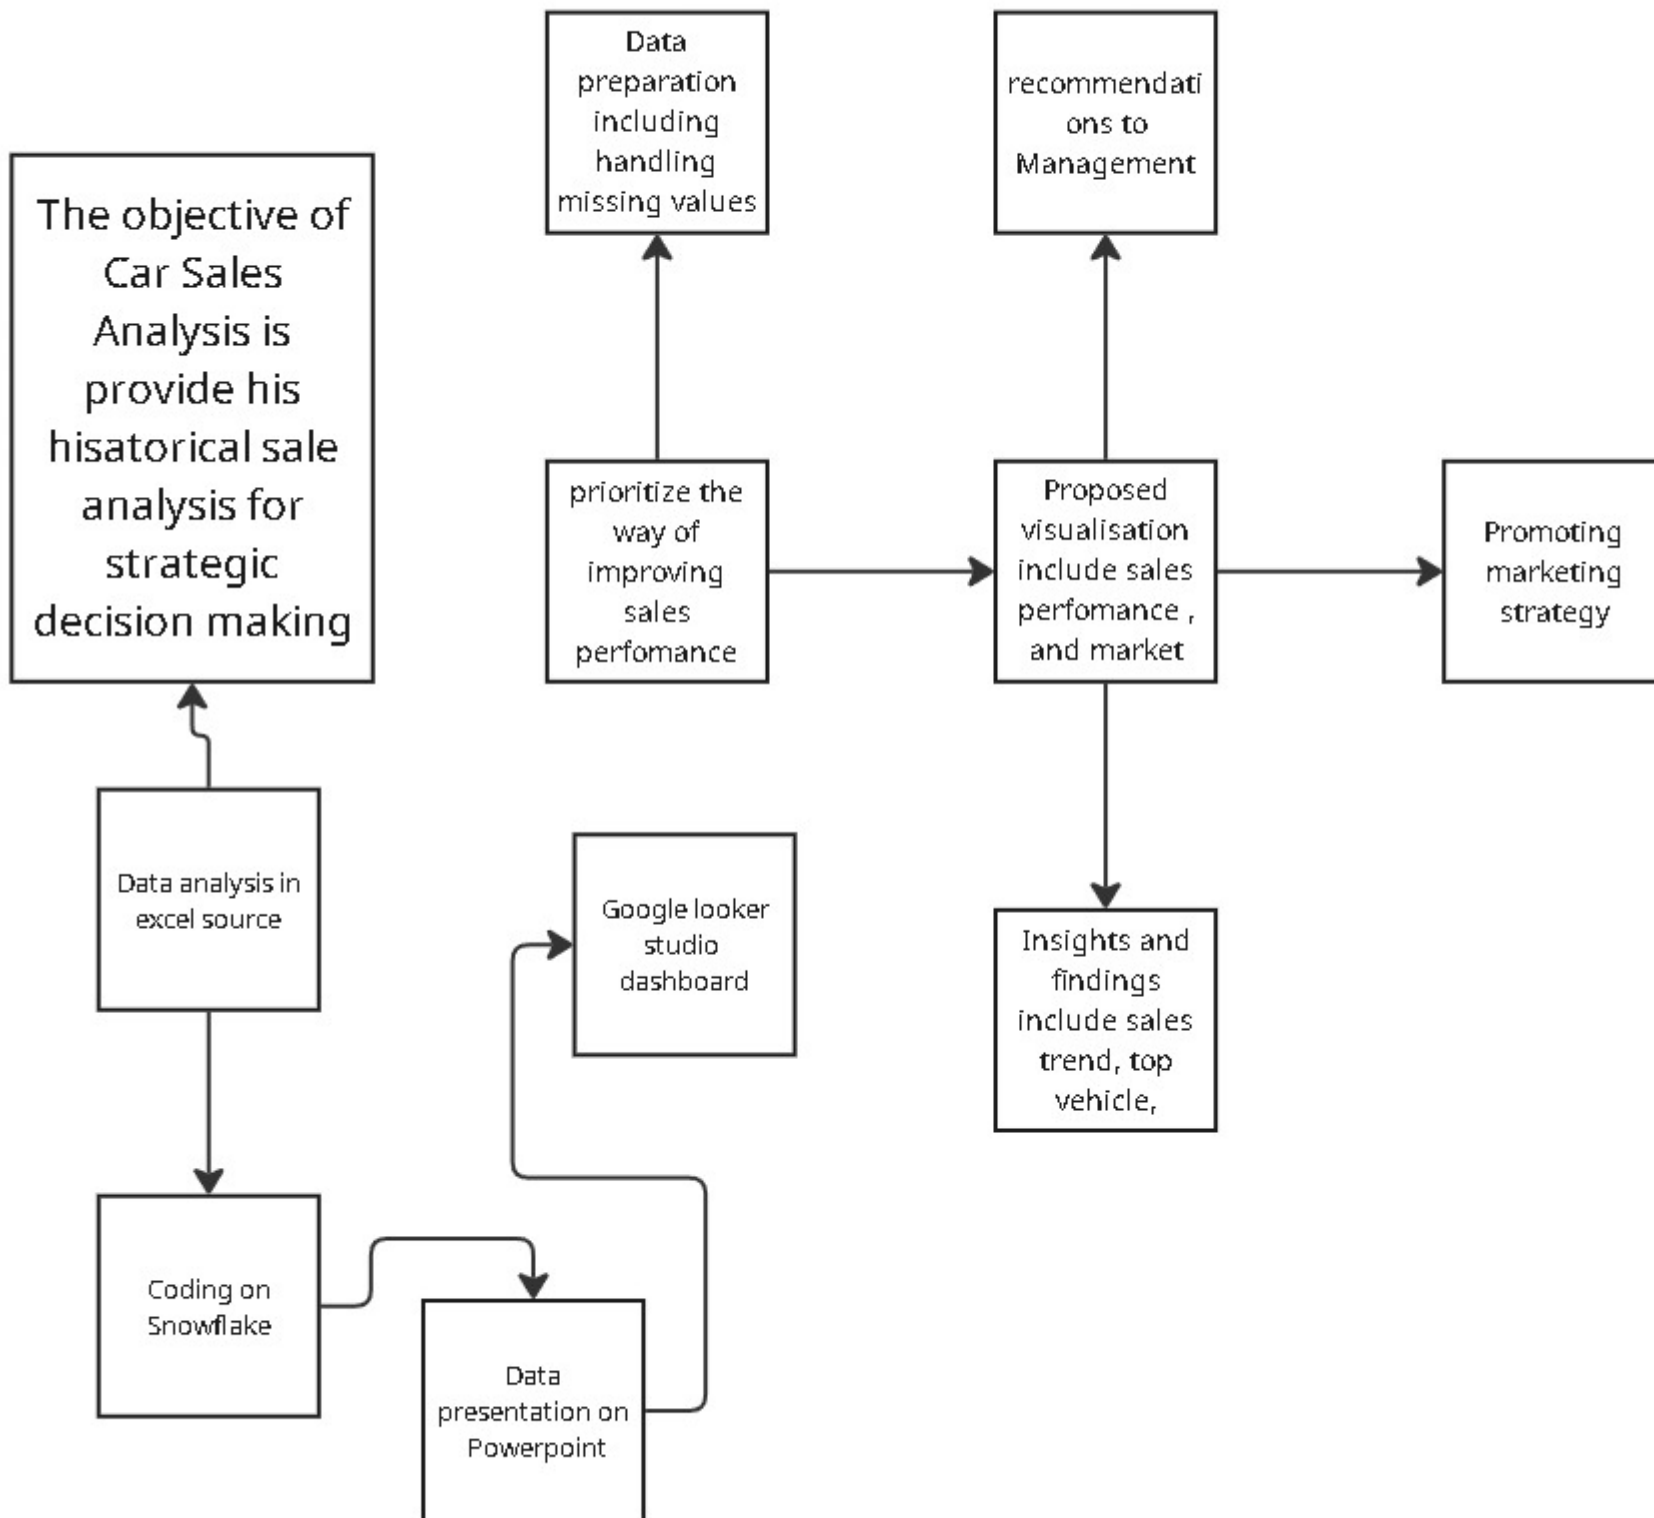 Data
preparation
including
handling
missing values
recommendati
ons to
Management
The objective of
Car Sales
Analysis is
provide his
hisatorical sale
analysis for
strategic
decision making
prioritize the
way of
improving
sales
perfomance
Proposed
visualisation
include sales
perfomance ,
and market
Promoting
marketing
strategy
Data analysis in
excel source
Google looker
studio
dashboard
Insights and
findings
include sales
trend, top
vehicle,
Coding on
Snowflake
Data
presentation on
Powerpoint